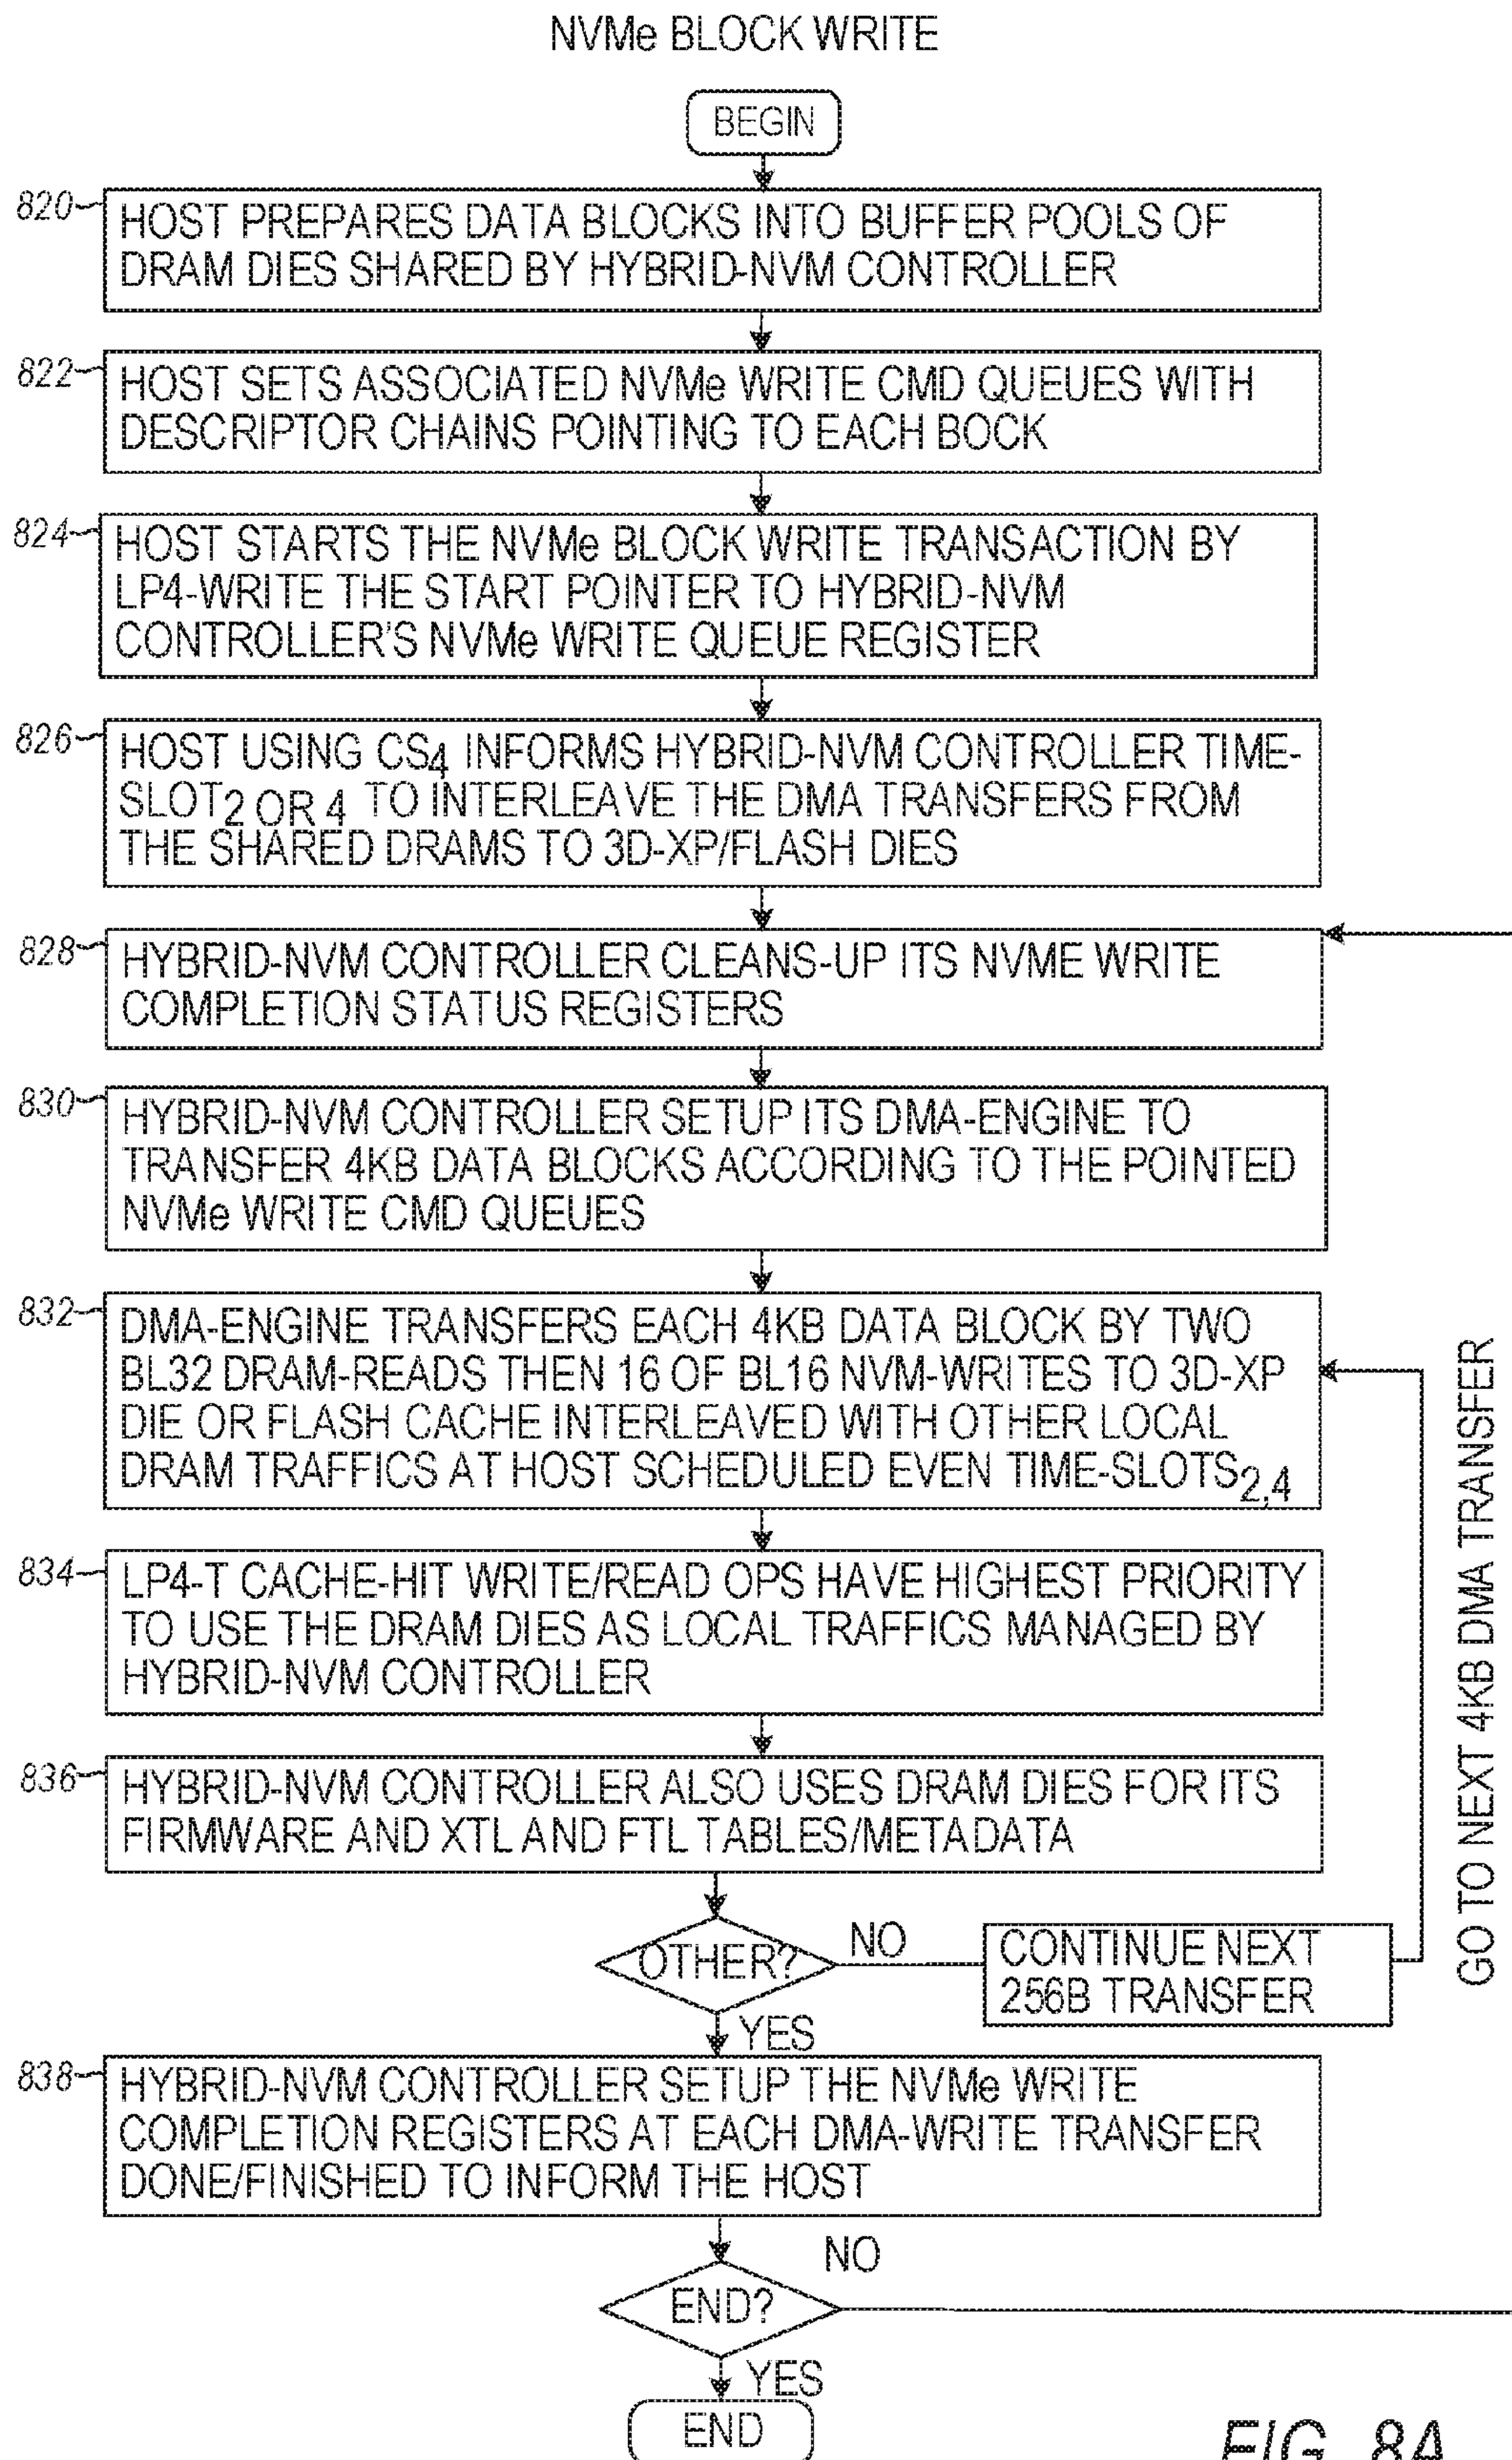 NVMe BLOCK WRITE
BEGIN
820
HOST PREPARES DATA BLOCKS INTO BUFFER POOLS OF
DRAM DIES SHARED BY HYBRID-NVM CONTROLLER
822
HOST SETS ASSOCIATED NVMe WRITE CMD QUEUES WITH
DESCRIPTOR CHAINS POINTING TO EACH BOCK
824
HOST STARTS THE NVMe BLOCK WRITE TRANSACTION BY
LP4-WRITE THE START POINTER TO HYBRID-NVM
CONTROLLER'S NVMe WRITE QUEUE REGISTER
826
HOST USING CS4 INFORMS HYBRID-NVM CONTROLLER TIME-
SLOT2 OR 4 TO INTERLEAVE THE DMA TRANSFERS FROM
THE SHARED DRAMS TO 3D-XP/FLASH DIES
828
HYBRID-NVM CONTROLLER CLEANS-UP ITS NVME WRITE
COMPLETION STATUS REGISTERS
830
HYBRID-NVM CONTROLLER SETUP ITS DMA-ENGINE TO
TRANSFER 4KB DATA BLOCKS ACCORDING TO THE POINTED
NVMe WRITE CMD QUEUES
832
DMA-ENGINE TRANSFERS EACH 4KB DATA BLOCK BY TWO
BL32 DRAM-READS THEN 16 OF BL16 NVM-WRITES TO 3D-XP
DIE OR FLASH CACHE INTERLEAVED WITH OTHER LOCAL
DRAM TRAFFICS AT HOST SCHEDULED EVEN TIME-SLOTS2,4
834
LP4-T CACHE-HIT WRITE/READ OPS HAVE HIGHEST PRIORITY
TO USE THE DRAM DIES AS LOCAL TRAFFICS MANAGED BY
HYBRID-NVM CONTROLLER
836
HYBRID-NVM CONTROLLER ALSO USES DRAM DIES FOR ITS
FIRMWARE AND XTL AND FTL TABLES/METADATA
OTHER?
NO
CONTINUE NEXT
256B TRANSFER
YES
GO TO NEXT 4KB DMA TRANSFER
838
HYBRID-NVM CONTROLLER SETUP THE NVMe WRITE
COMPLETION REGISTERS AT EACH DMA-WRITE TRANSFER
DONE/FINISHED TO INFORM THE HOST
NO
END?
YES
END
FIG. 8A